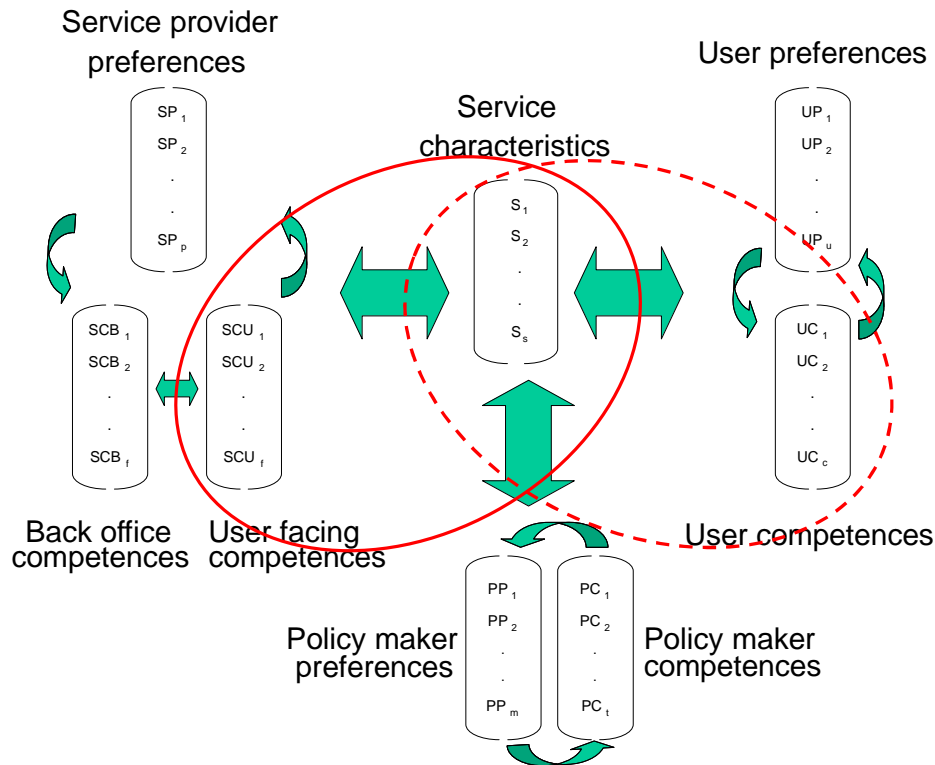 Service provider
preferences
SP 1
SP 2
.
.
SP p
Service
characteristics
S 1
S 2
.
.
S s
User preferences
UP 1
UP 2
.
.
UP u
SCB 1
SCB 2
.
.
SCB f
Back office
competences
SCU 1
SCU 2
.
.
SCU f
User facing
competences
UC 1
UC 2
.
.
UC c
User competences
Policy maker
preferences
PP 1
PP 2
.
.
PP m
PC 1
PC 2
.
.
PC t
Policy maker
competences